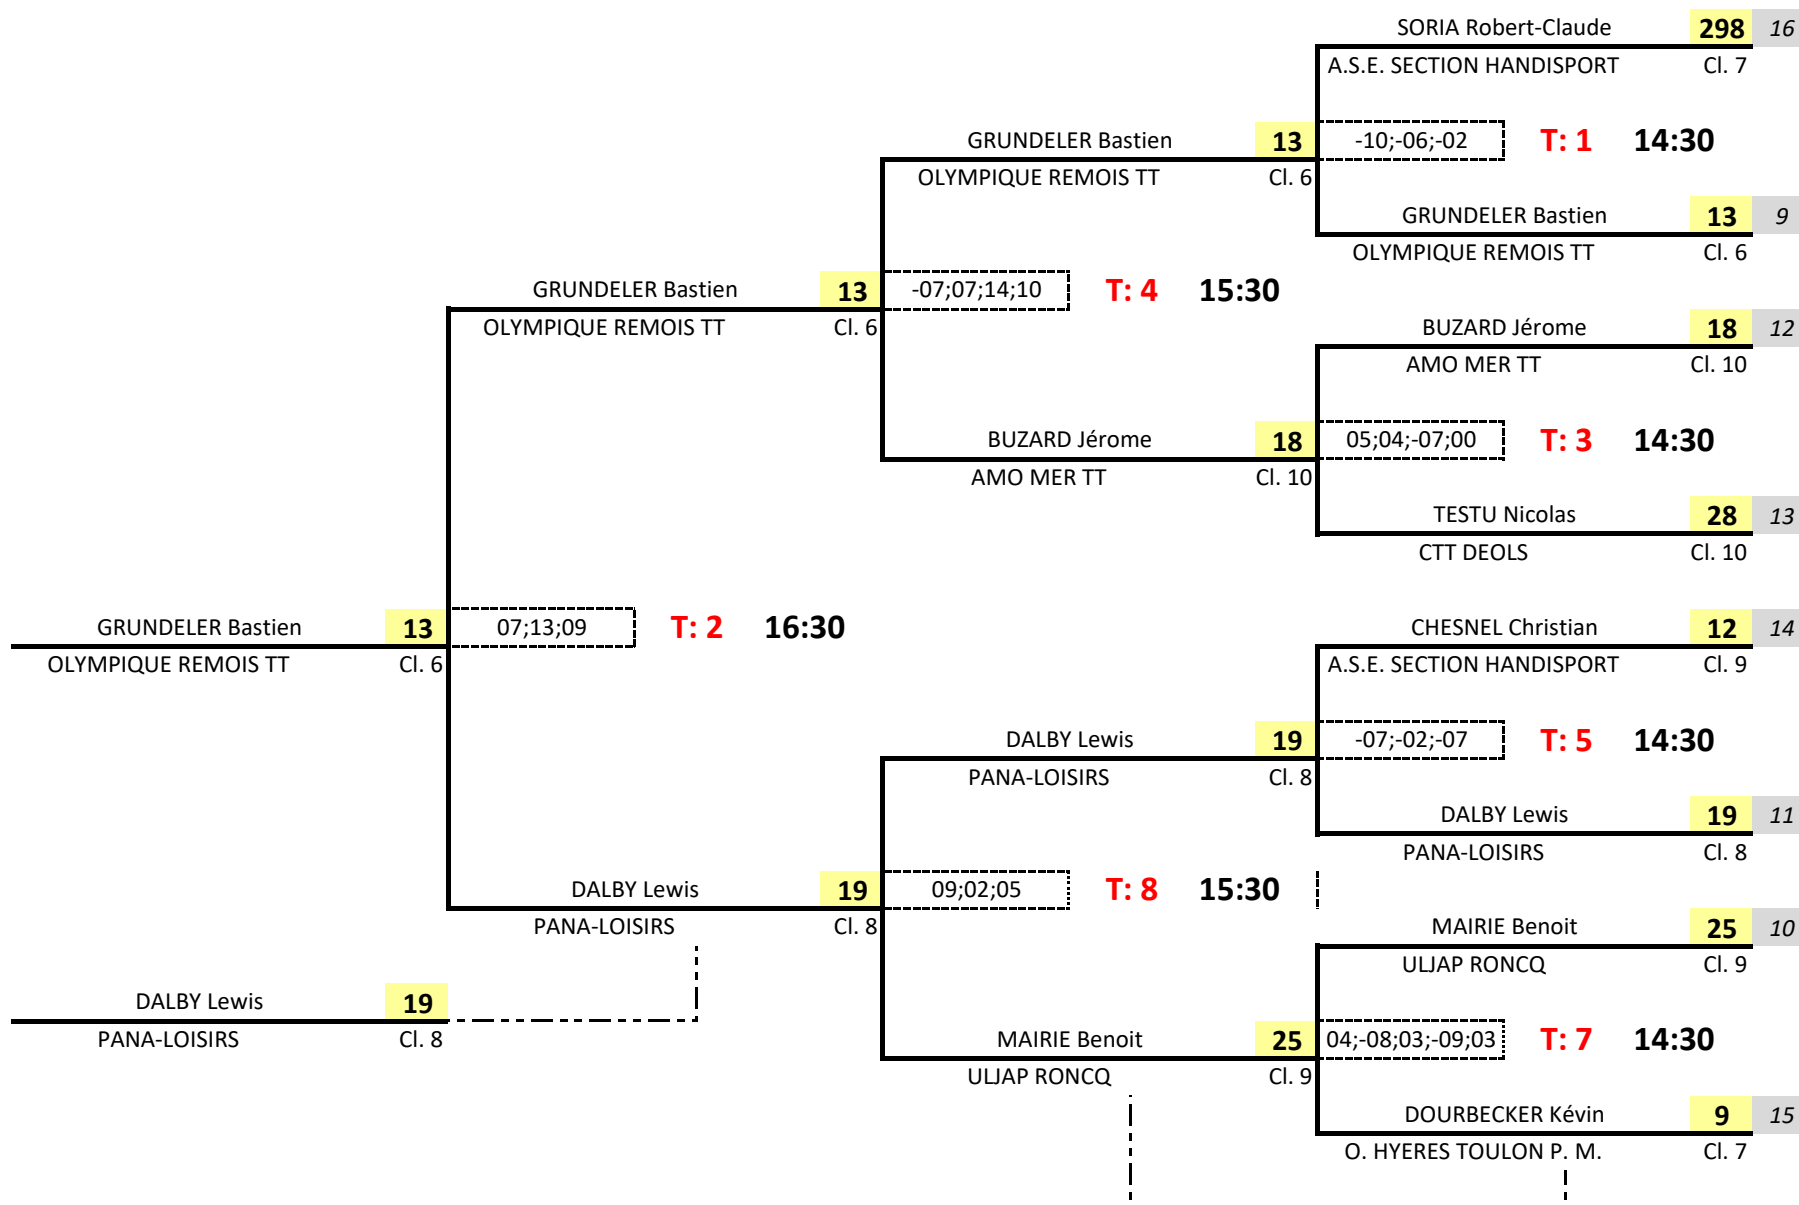 SORIA Robert-Claude 298 16
A.S.E. SECTION HANDISPORT Cl. 7
GRUNDELER Bastien 13 -10;-06;-02 T: 1 14:30
OLYMPIQUE REMOIS TT Cl. 6
GRUNDELER Bastien 13 9
OLYMPIQUE REMOIS TT Cl. 6
GRUNDELER Bastien 13 -07;07;14;10 T: 4 15:30
OLYMPIQUE REMOIS TT Cl. 6
BUZARD Jérome 18 12
AMO MER TT Cl. 10
BUZARD Jérome 18 05;04;-07;00 T: 3 14:30
AMO MER TT Cl. 10
TESTU Nicolas 28 13
CTT DEOLS Cl. 10
GRUNDELER Bastien 13 07;13;09 T: 2 16:30
OLYMPIQUE REMOIS TT Cl. 6
CHESNEL Christian 12 14
A.S.E. SECTION HANDISPORT Cl. 9
DALBY Lewis 19 -07;-02;-07 T: 5 14:30
PANA-LOISIRS Cl. 8
DALBY Lewis 19 11
PANA-LOISIRS Cl. 8
DALBY Lewis 19 09;02;05 T: 8 15:30
PANA-LOISIRS Cl. 8
MAIRIE Benoit 25 10
ULJAP RONCQ Cl. 9
DALBY Lewis 19
PANA-LOISIRS Cl. 8
MAIRIE Benoit 25 04;-08;03;-09;03 T: 7 14:30
ULJAP RONCQ Cl. 9
DOURBECKER Kévin 9 15
O. HYERES TOULON P. M. Cl. 7